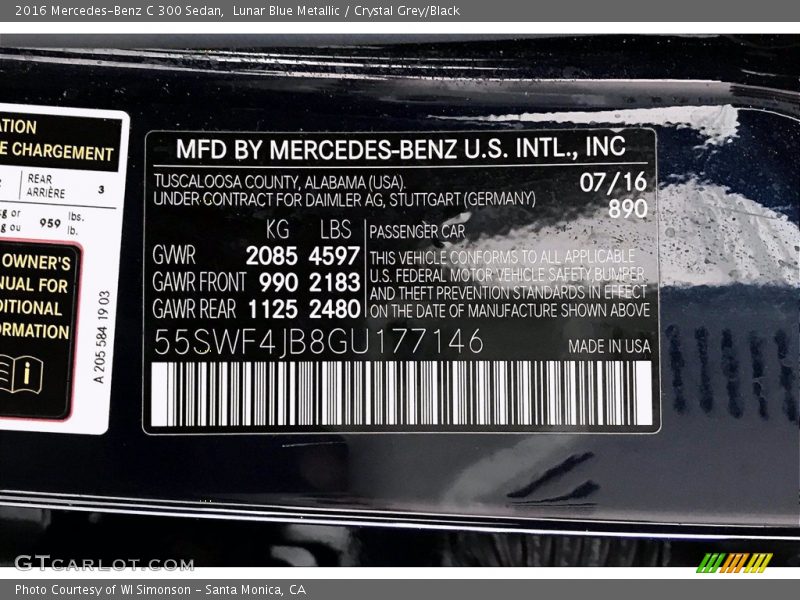 2016 Mercedes-Benz C 300 Sedan,  Lunar Blue Metallic / Crystal Grey/Black
ATION
E CHARGEMENT
REAR
ARRIÈRE
3
kg or
kg ou
959
lbs.
lb.
OWNER'S
NUAL FOR
DITIONAL
ORMATION
A 205 584 19 03
MFD BY MERCEDES-BENZ U.S. INTL., INC
TUSCALOOSA COUNTY, ALABAMA (USA).
07/16
UNDER CONTRACT FOR DAIMLER AG, STUTTGART (GERMANY)
890
KG LBS
GWWR 2085 4597
GAWR FRONT 990 2183
GAWR REAR 1125 2480
PASSENGER CAR
THIS VEHICLE CONFORMS TO ALL APPLICABLE
U.S. FEDERAL MOTOR VEHICLE SAFETY,BUMPER,
AND THEFT PREVENTION STANDARDS IN EFFECT
ON THE DATE OF MANUFACTURE SHOWN ABOVE
55SWF4JB8GU177146
MADE IN USA
GTCARLOT.COM
Photo Courtesy of WI Simonson - Santa Monica, CA